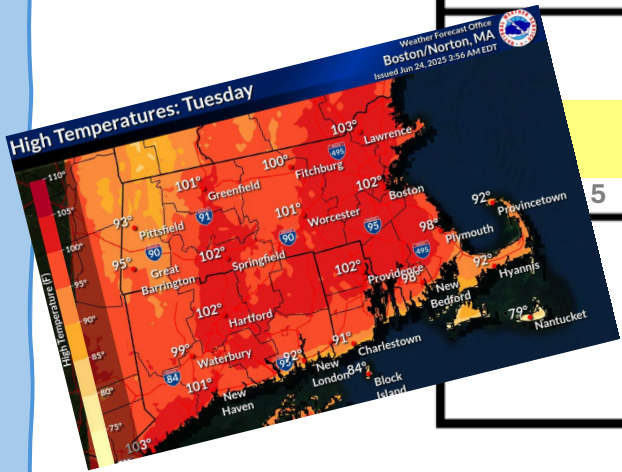 Weather Forecast Office
Boston/Norton, MA
Issued Jun 24, 2025 3:56 AM EDT
High Temperatures: Tuesday
High Temperature (F)
110°
105°
100°
95°
90°
85°
80°
75°
103° Lawrence
495
100° Fitchburg
101° Greenfield
102° Boston
93° Pittsfield
91
101° Worcester
95
92° Provincetown
98° Plymouth
90
90
495
95° Great
Barrington
102° Springfield
102° Providence
98° New
Bedford
92° Hyannis
102° Hartford
79° Nantucket
99° Waterbury
91° Charlestown
95
92° New
London
84° Block
Island
84
101° New
Haven
103°
5